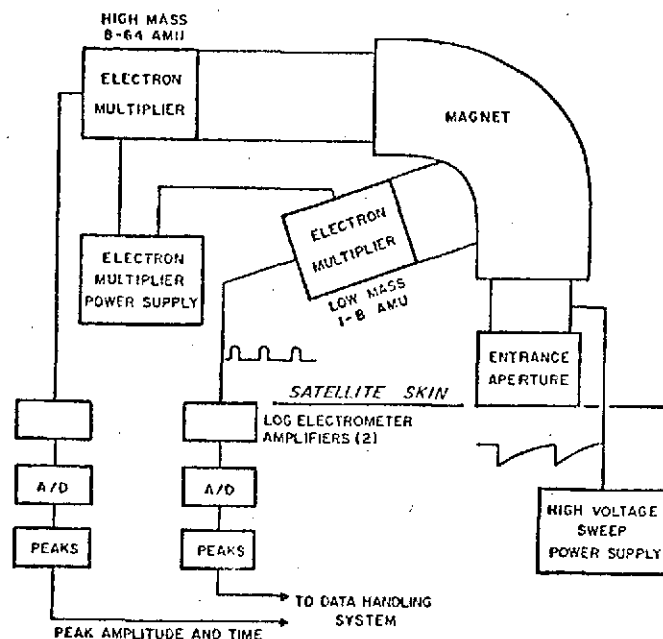 HIGH MASS
8-64 AMU
ELECTRON
MULTIPLIER
MAGNET
ELECTRON
MULTIPLIER
ELECTRON
MULTIPLIER
POWER SUPPLY
LOW MASS
1-8 AMU
ENTRANCE
APERTURE
SATELLITE SKIN
LOG ELECTROMETER
AMPLIFIERS (2)
A/D
A/D
HIGH VOLTAGE
SWEEP
POWER SUPPLY
PEAKS
PEAKS
TO DATA HANDLING
SYSTEM
PEAK AMPLITUDE AND TIME